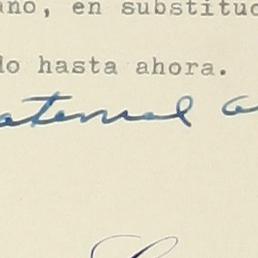 ano, en substituc
do hasta ahora.
aternal a